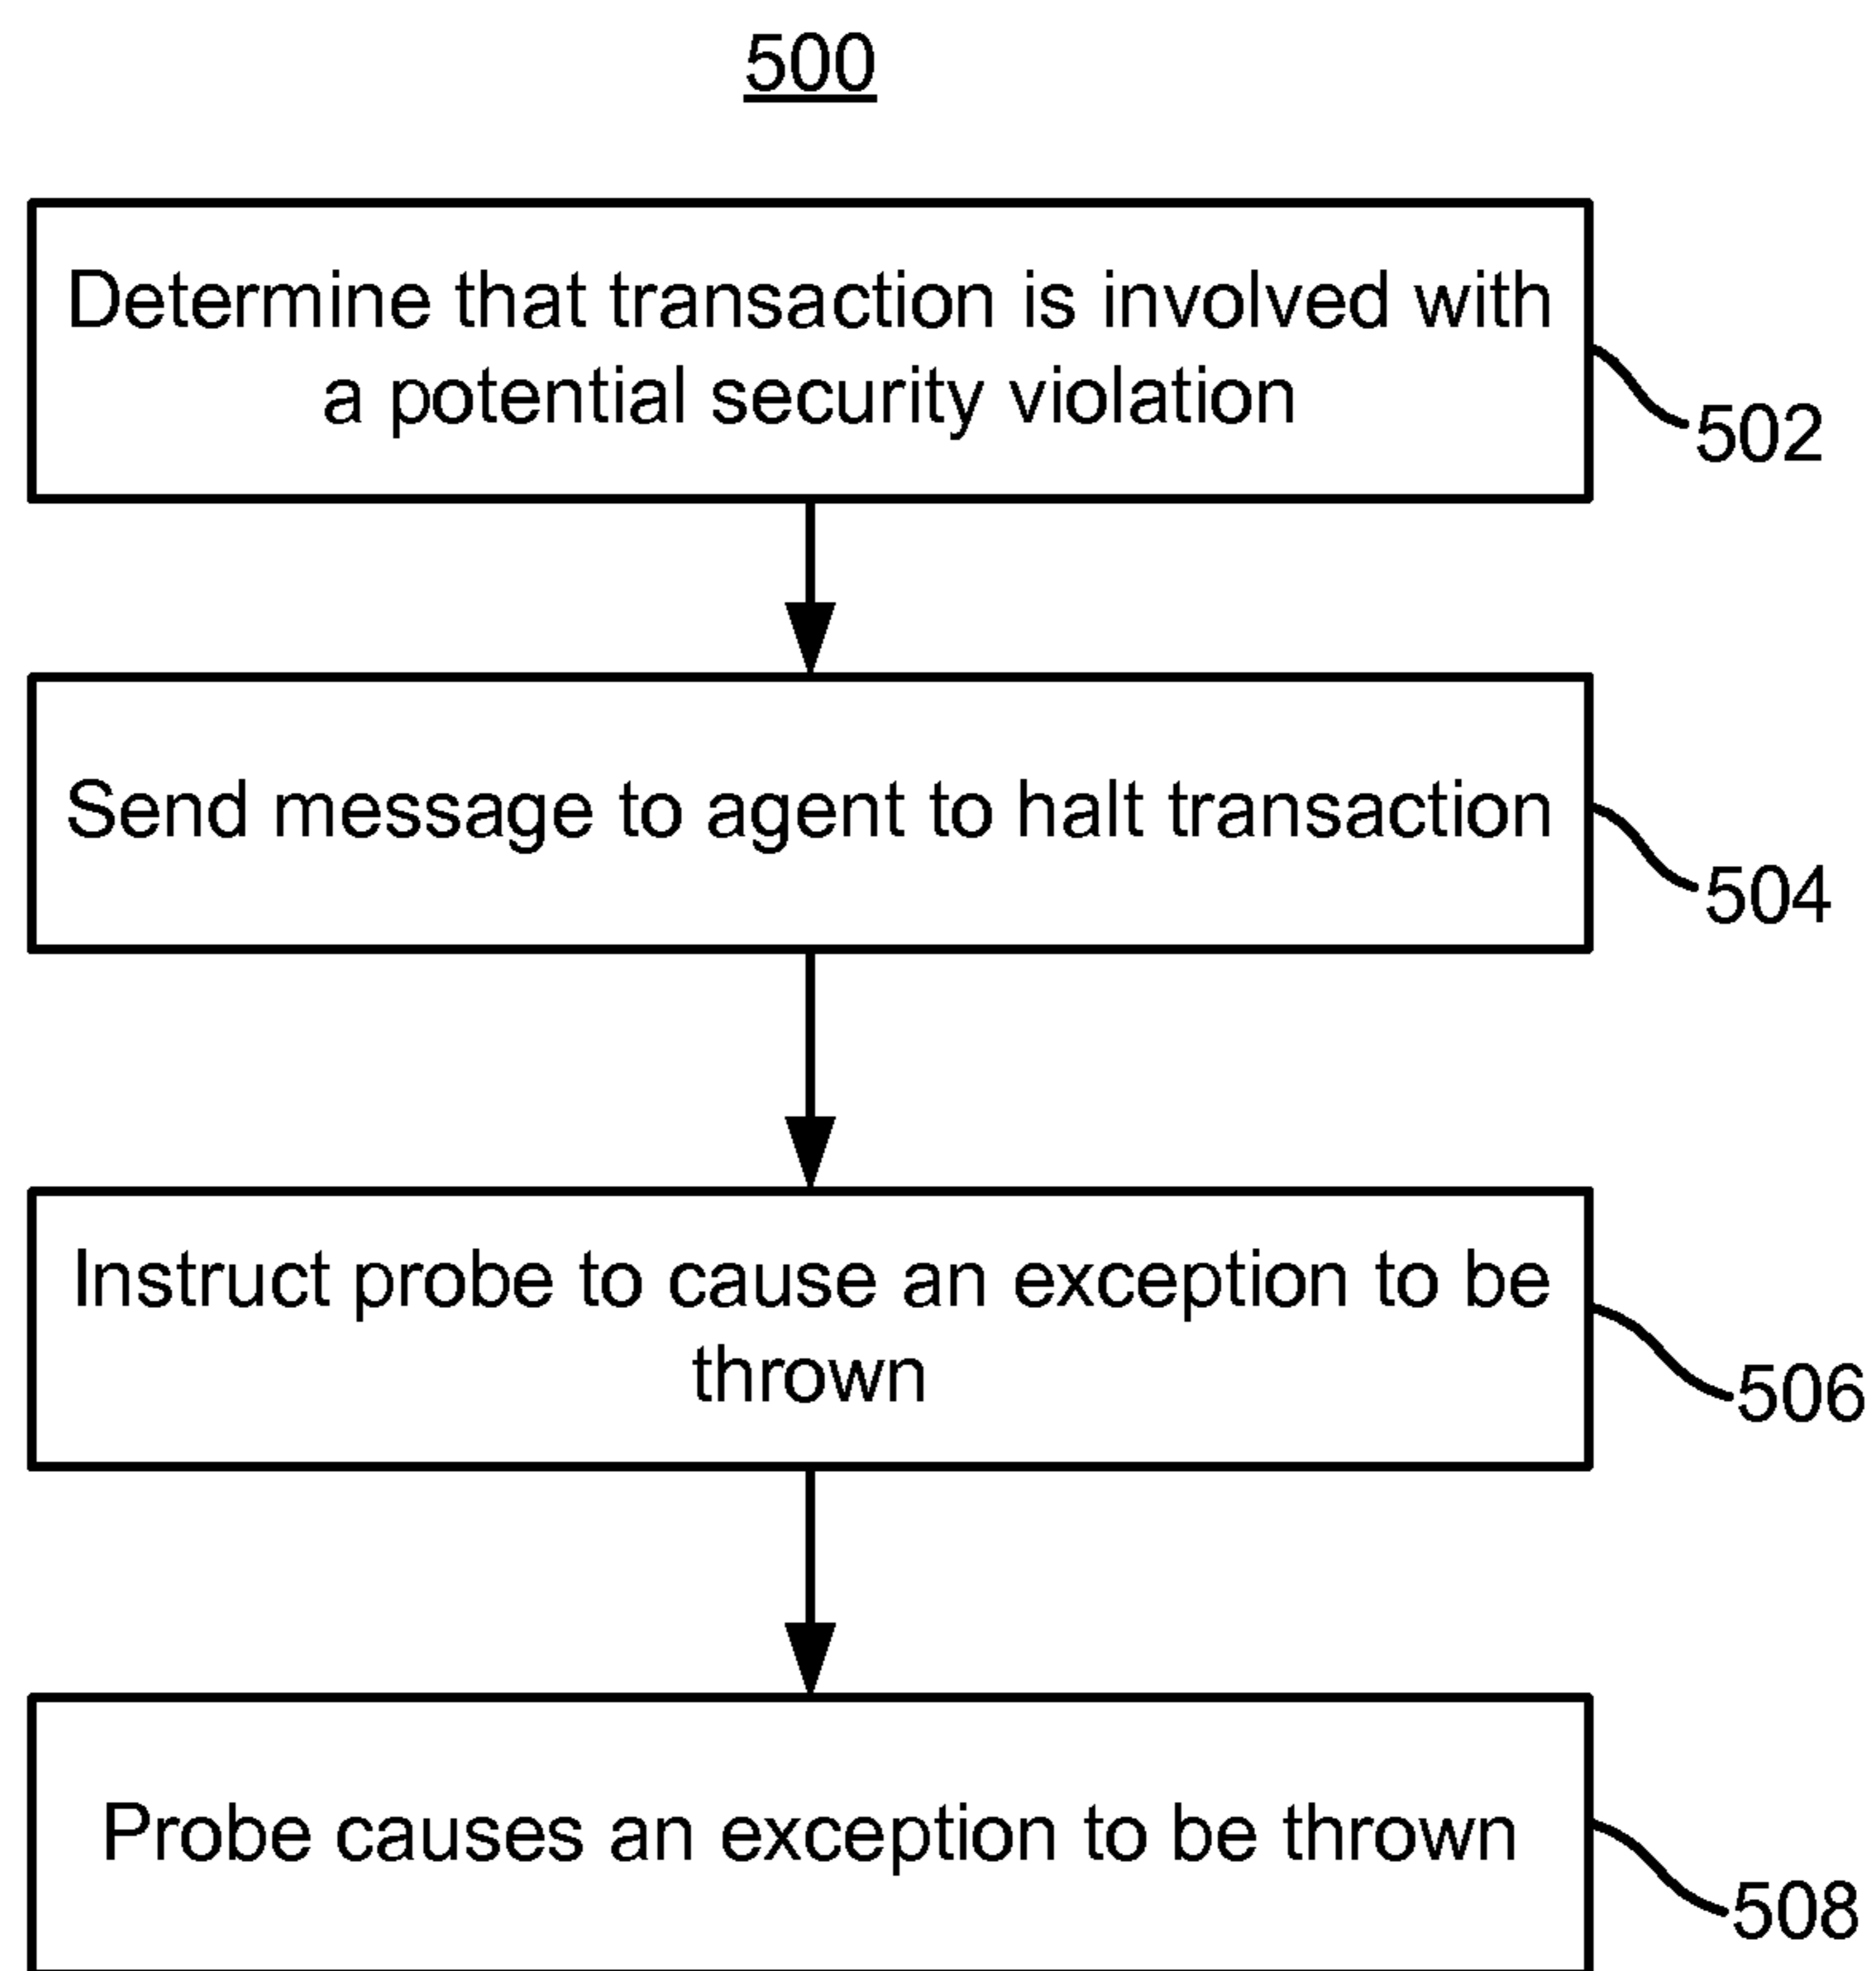 500
Determine that transaction is involved with
a potential security violation
502
Send message to agent to halt transaction
504
Instruct probe to cause an exception to be
thrown
506
Probe causes an exception to be thrown
508